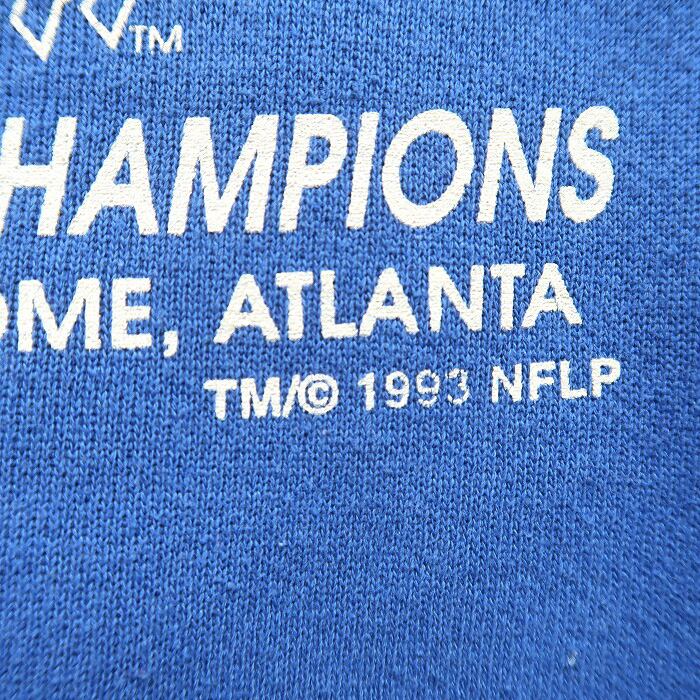 TM
HAMPIONS
OME, ATLANTA
TM/© 1993 NFLP